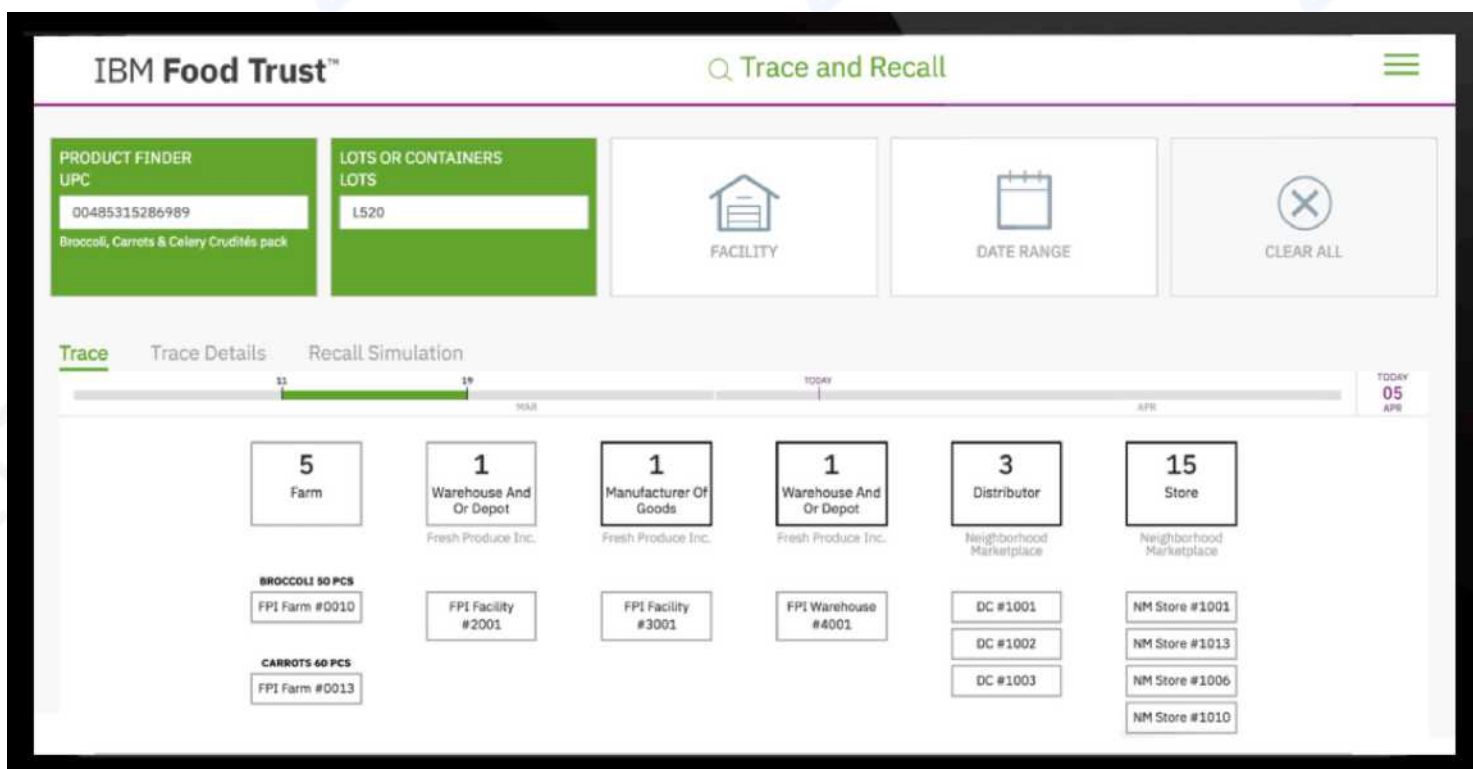 IBM Food Trust™
Trace and Recall
PRODUCT FINDER
UPC
00485315286989
Broccoli, Carrots & Celery Crudités pack
LOTS OR CONTAINERS
LOTS
L520
FACILITY
DATE RANGE
CLEAR ALL
Trace
Trace Details
Recall Simulation
11
19
TODAY
MAR
APR
TODAY
05
APR
5
Farm
1
Warehouse And
Or Depot
Fresh Produce Inc.
1
Manufacturer Of
Goods
Fresh Produce Inc.
1
Warehouse And
Or Depot
Fresh Produce Inc.
3
Distributor
Neighborhood
Marketplace
15
Store
Neighborhood
Marketplace
BROCCOLI 50 PCS
FPI Farm #0010
CARROTS 60 PCS
FPI Farm #0013
FPI Facility
#2001
FPI Facility
#3001
FPI Warehouse
#4001
DC #1001
DC #1002
DC #1003
NM Store #1001
NM Store #1013
NM Store #1006
NM Store #1010